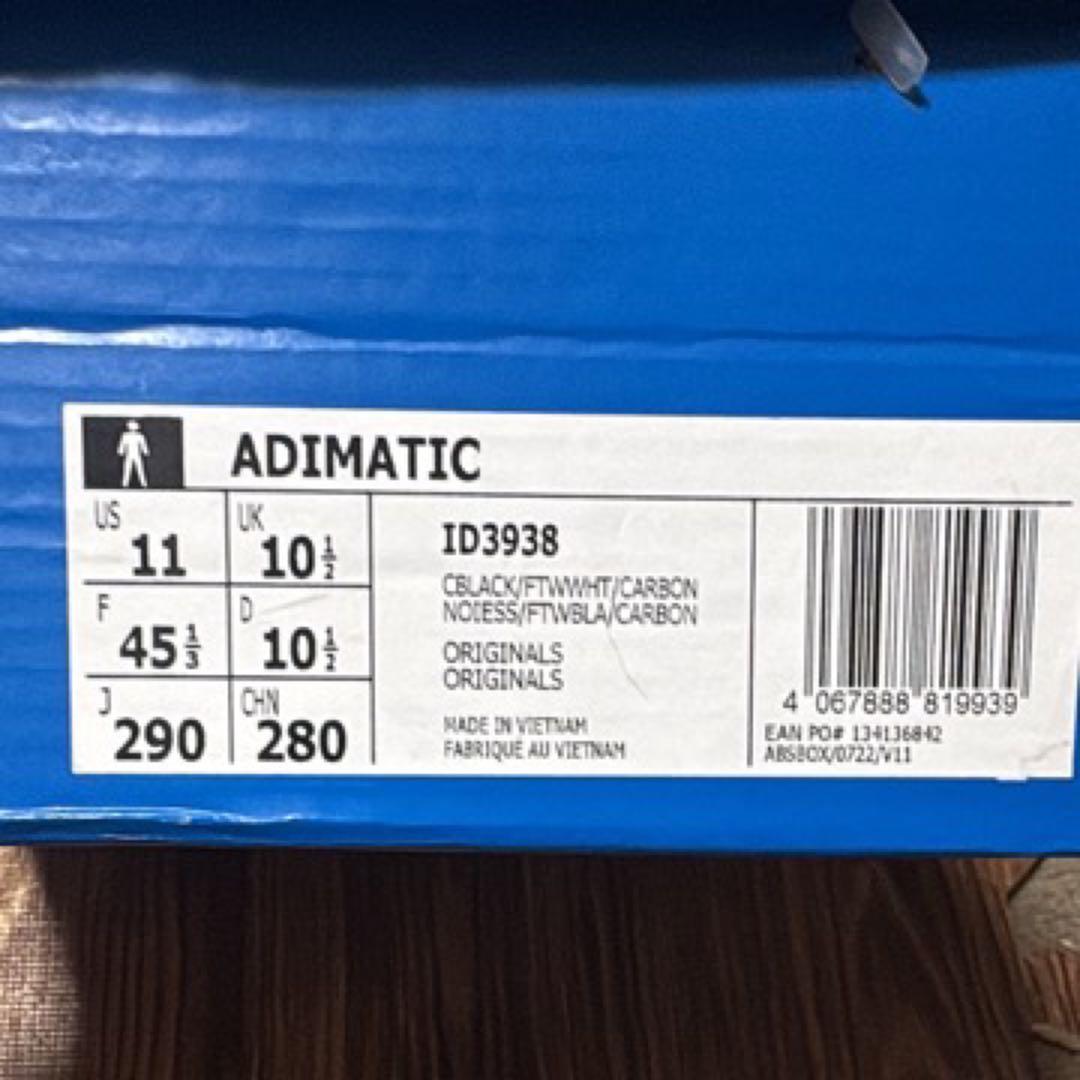 ADIMATIC
US 11
UK 10 1/2
F 45 1/3
D 10 1/2
J 290
CHN 280
ID3938
CBLACK/FTWWHT/CARBON
NOIESS/FTWBLA/CARBON
ORIGINALS
ORIGINALS
MADE IN VIETNAM
FABRIQUE AU VIETNAM
4 067888 819939
EAN PO# 134136842
ABSBOX/0722/V11